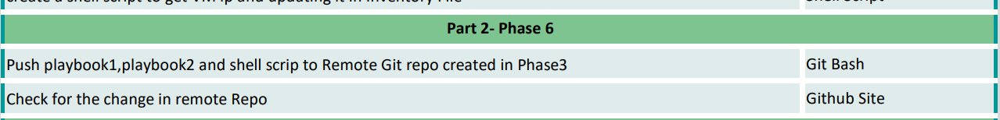 create a shell script to get VM ip and updating it in Inventory File
Shell Script
Part 2- Phase 6
Push playbook1,playbook2 and shell scrip to Remote Git repo created in Phase3
Git Bash
Check for the change in remote Repo
Github Site